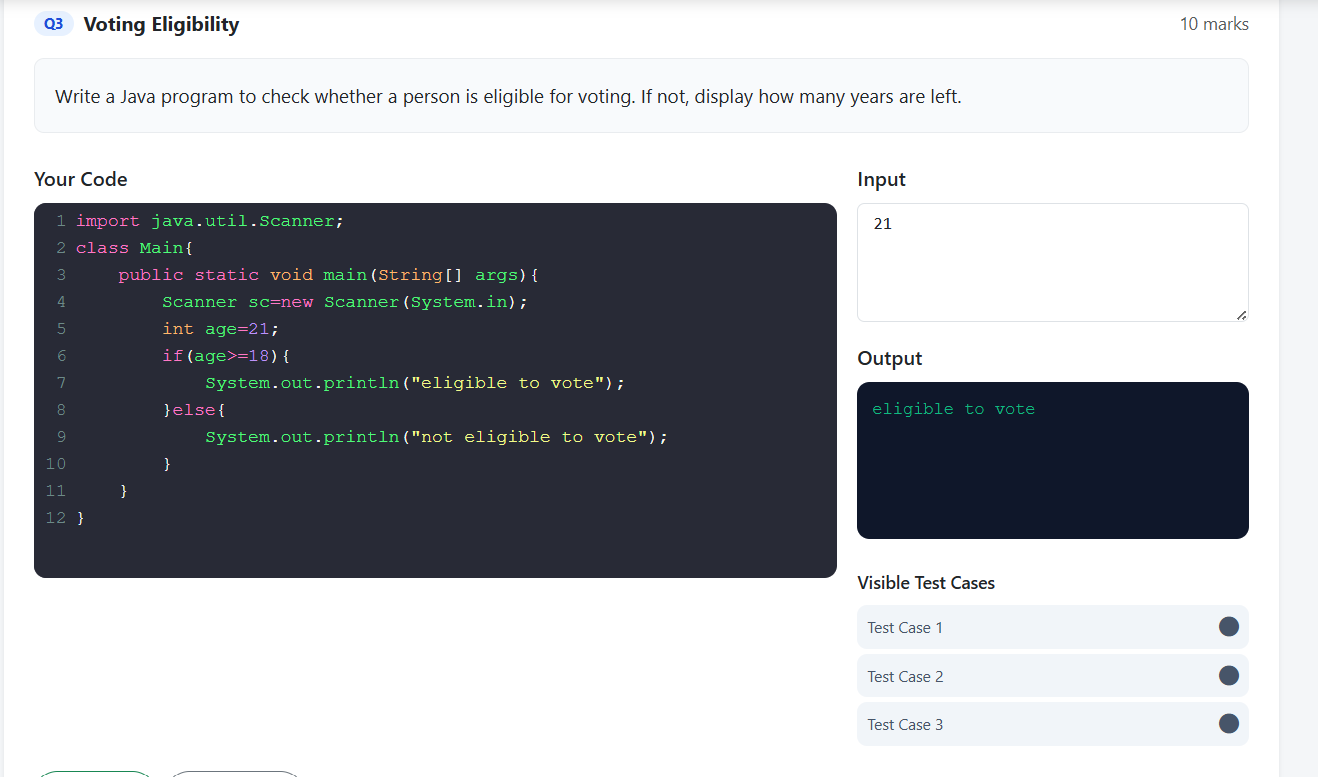 Q3 Voting Eligibility 10 marks
Write a Java program to check whether a person is eligible for voting. If not, display how many years are left.
Your Code
1 import java.util.Scanner;
2 class Main{
3     public static void main(String[] args){
4         Scanner sc=new Scanner(System.in);
5         int age=21;
6         if(age>=18){
7             System.out.println("eligible to vote");
8         }else{
9             System.out.println("not eligible to vote");
10         }
11     }
12 }
Input
21
Output
eligible to vote
Visible Test Cases
Test Case 1
Test Case 2
Test Case 3